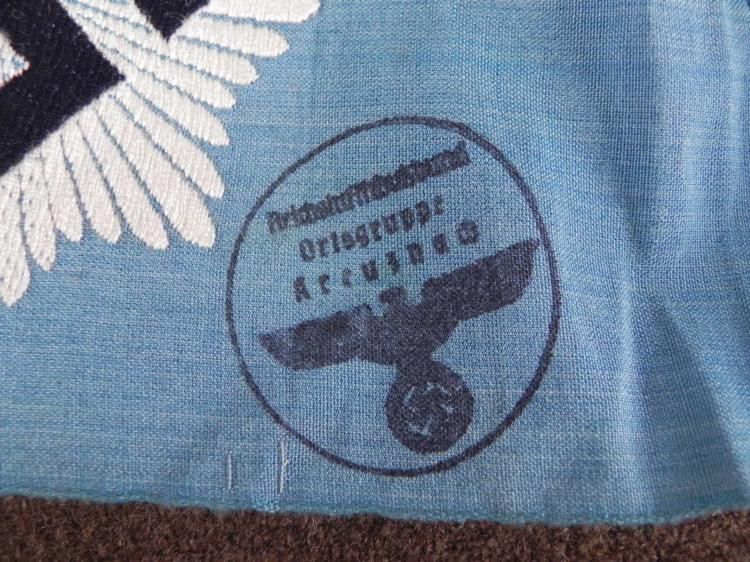 Reichsluftschutzbund
Ortsgruppe
Kreuznach